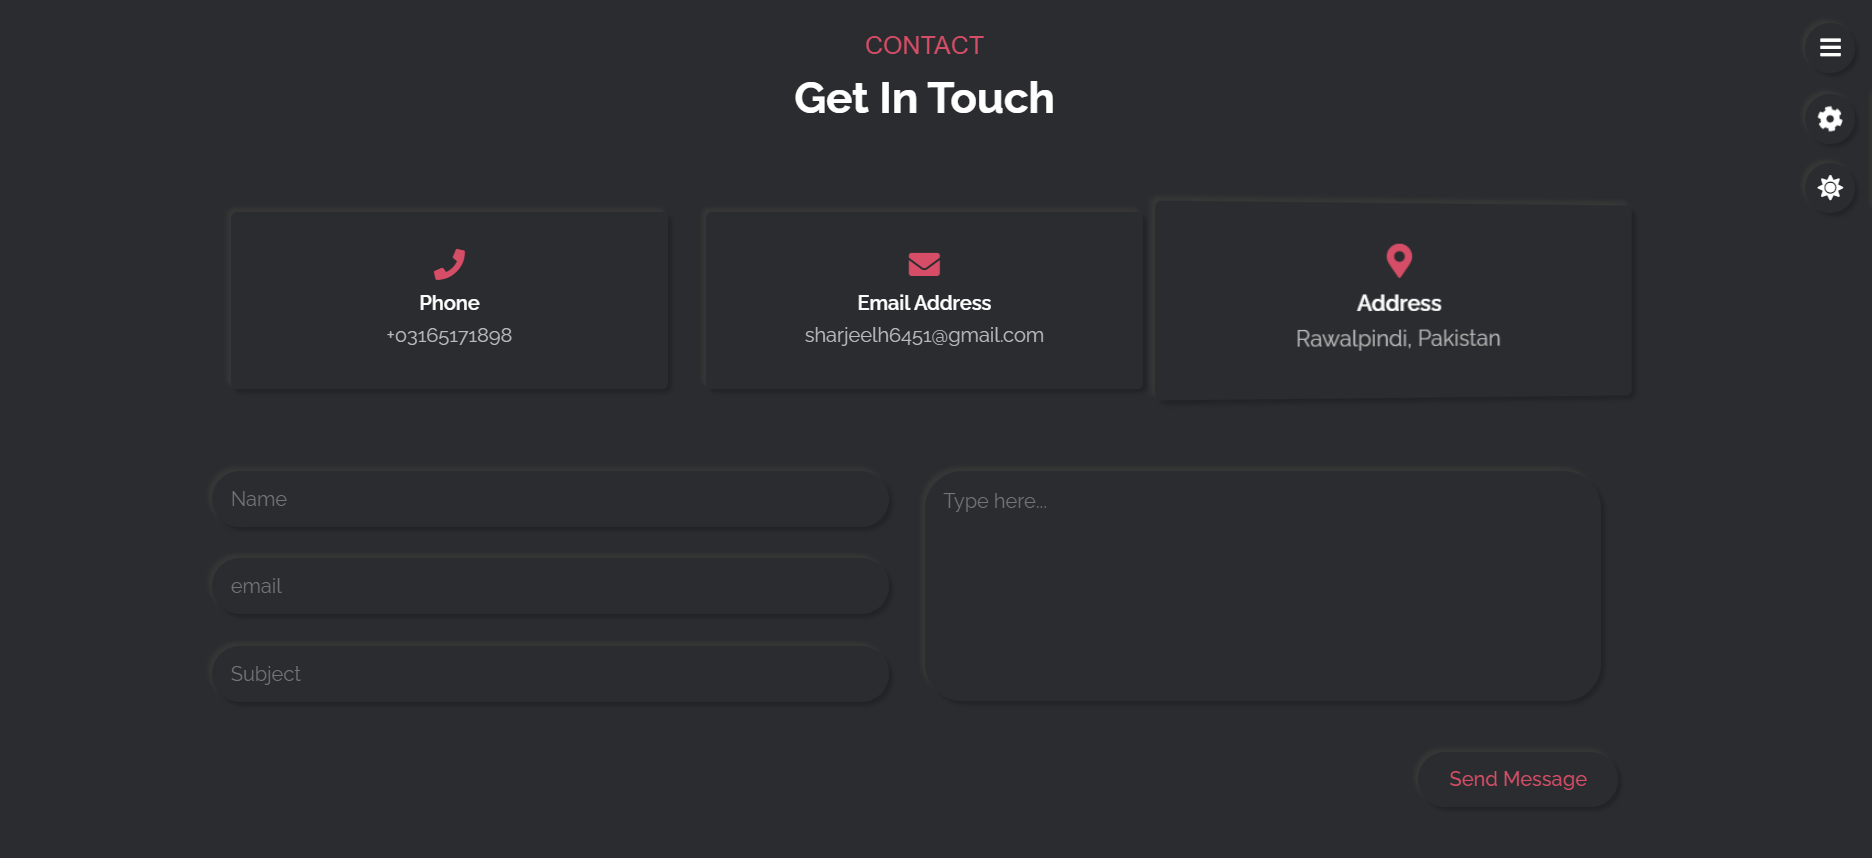 CONTACT
Get In Touch
Phone
+03165171898
Email Address
sharjeelh6451@gmail.com
Address
Rawalpindi, Pakistan
Name
email
Subject
Type here...
Send Message